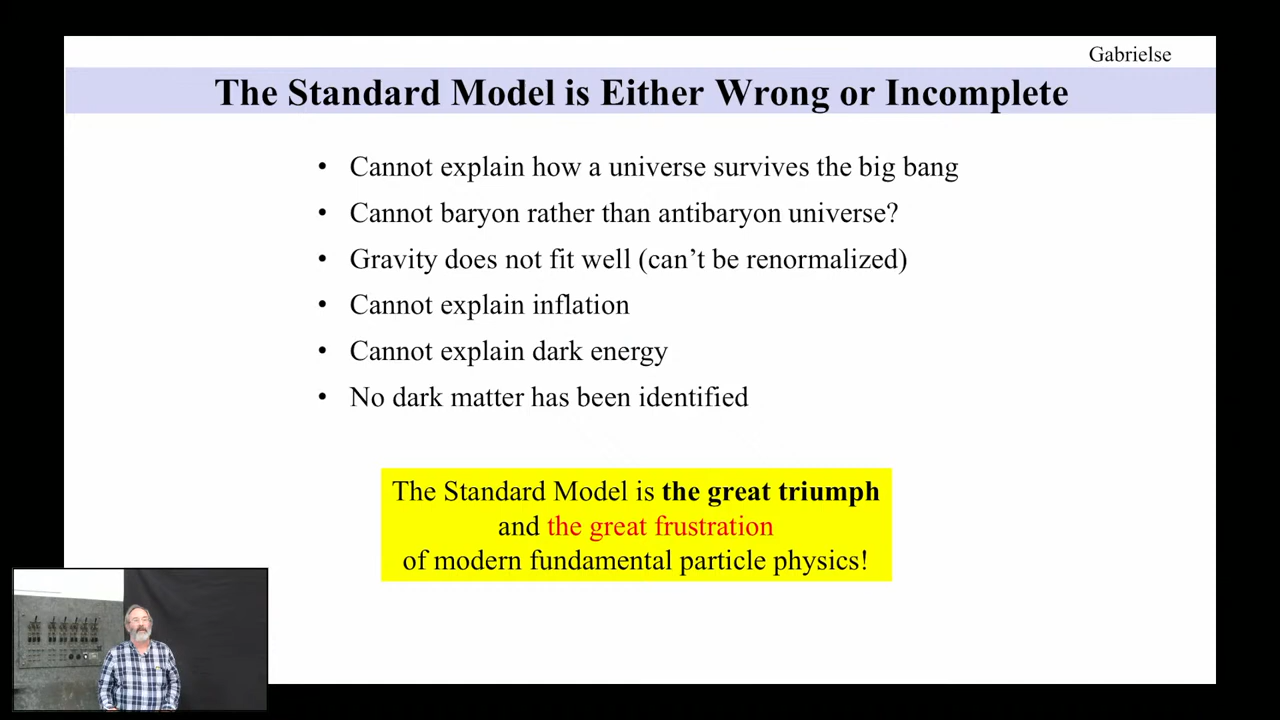 Gabrielse
The Standard Model is Either Wrong or Incomplete
• Cannot explain how a universe survives the big bang
• Cannot baryon rather than antibaryon universe?
• Gravity does not fit well (can’t be renormalized)
• Cannot explain inflation
• Cannot explain dark energy
• No dark matter has been identified
The Standard Model is the great triumph
and the great frustration
of modern fundamental particle physics!